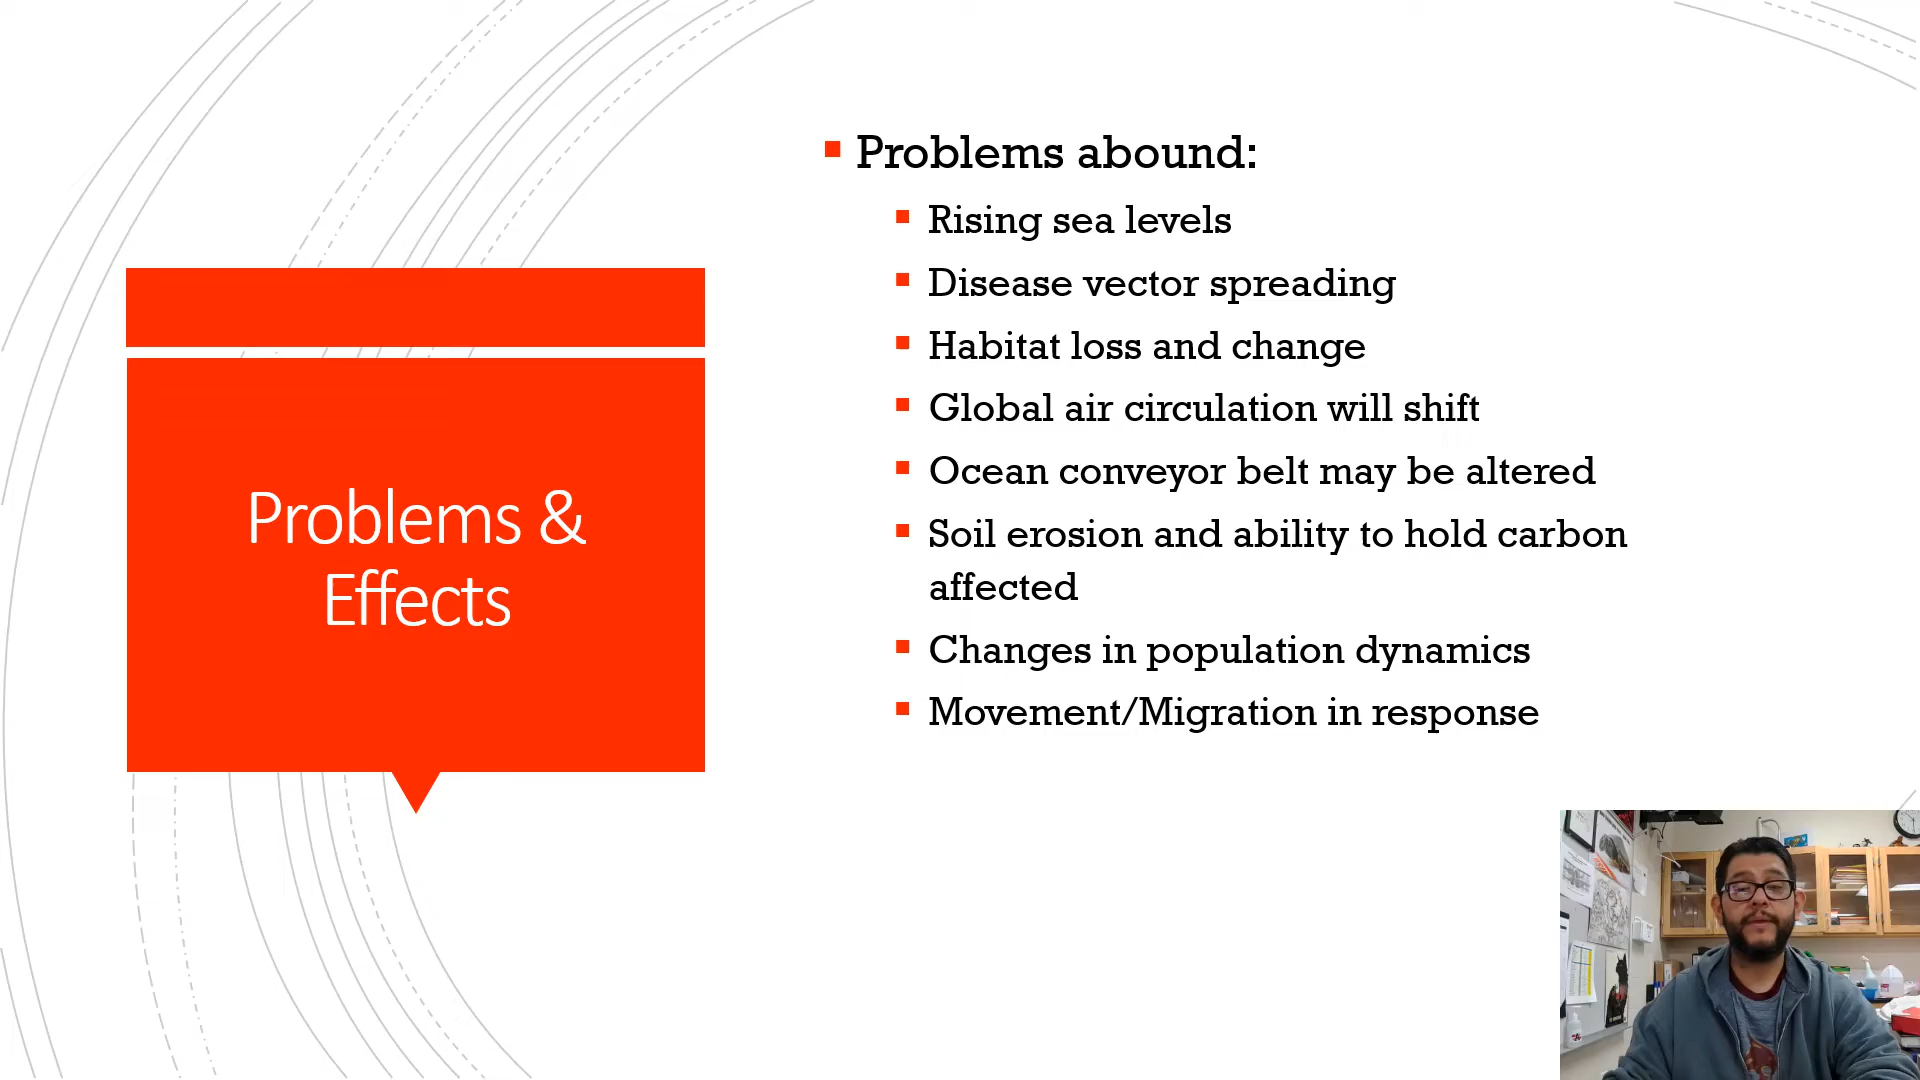 Problems &
Effects
Problems abound:
Rising sea levels
Disease vector spreading
Habitat loss and change
Global air circulation will shift
Ocean conveyor belt may be altered
Soil erosion and ability to hold carbon
affected
Changes in population dynamics
Movement/Migration in response